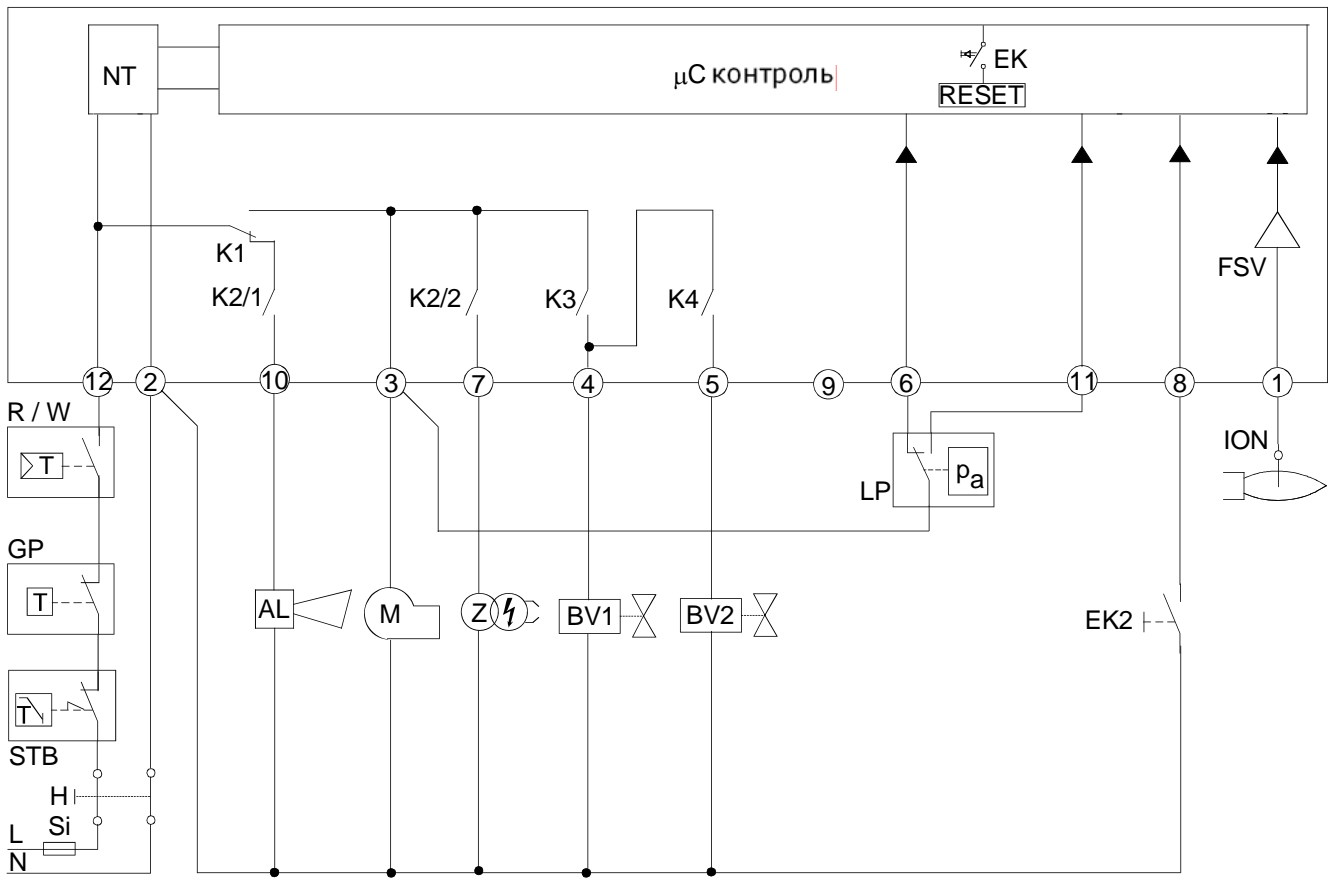 NT
µC контроль
EK
RESET
FSV
K1
K2/1
K2/2
K3
K4
12
2
10
3
7
4
5
9
6
11
8
1
R / W
T
ION
LP
pa
GP
T
AL
M
Z
BV1
BV2
EK2
T
STB
H
Si
L
N